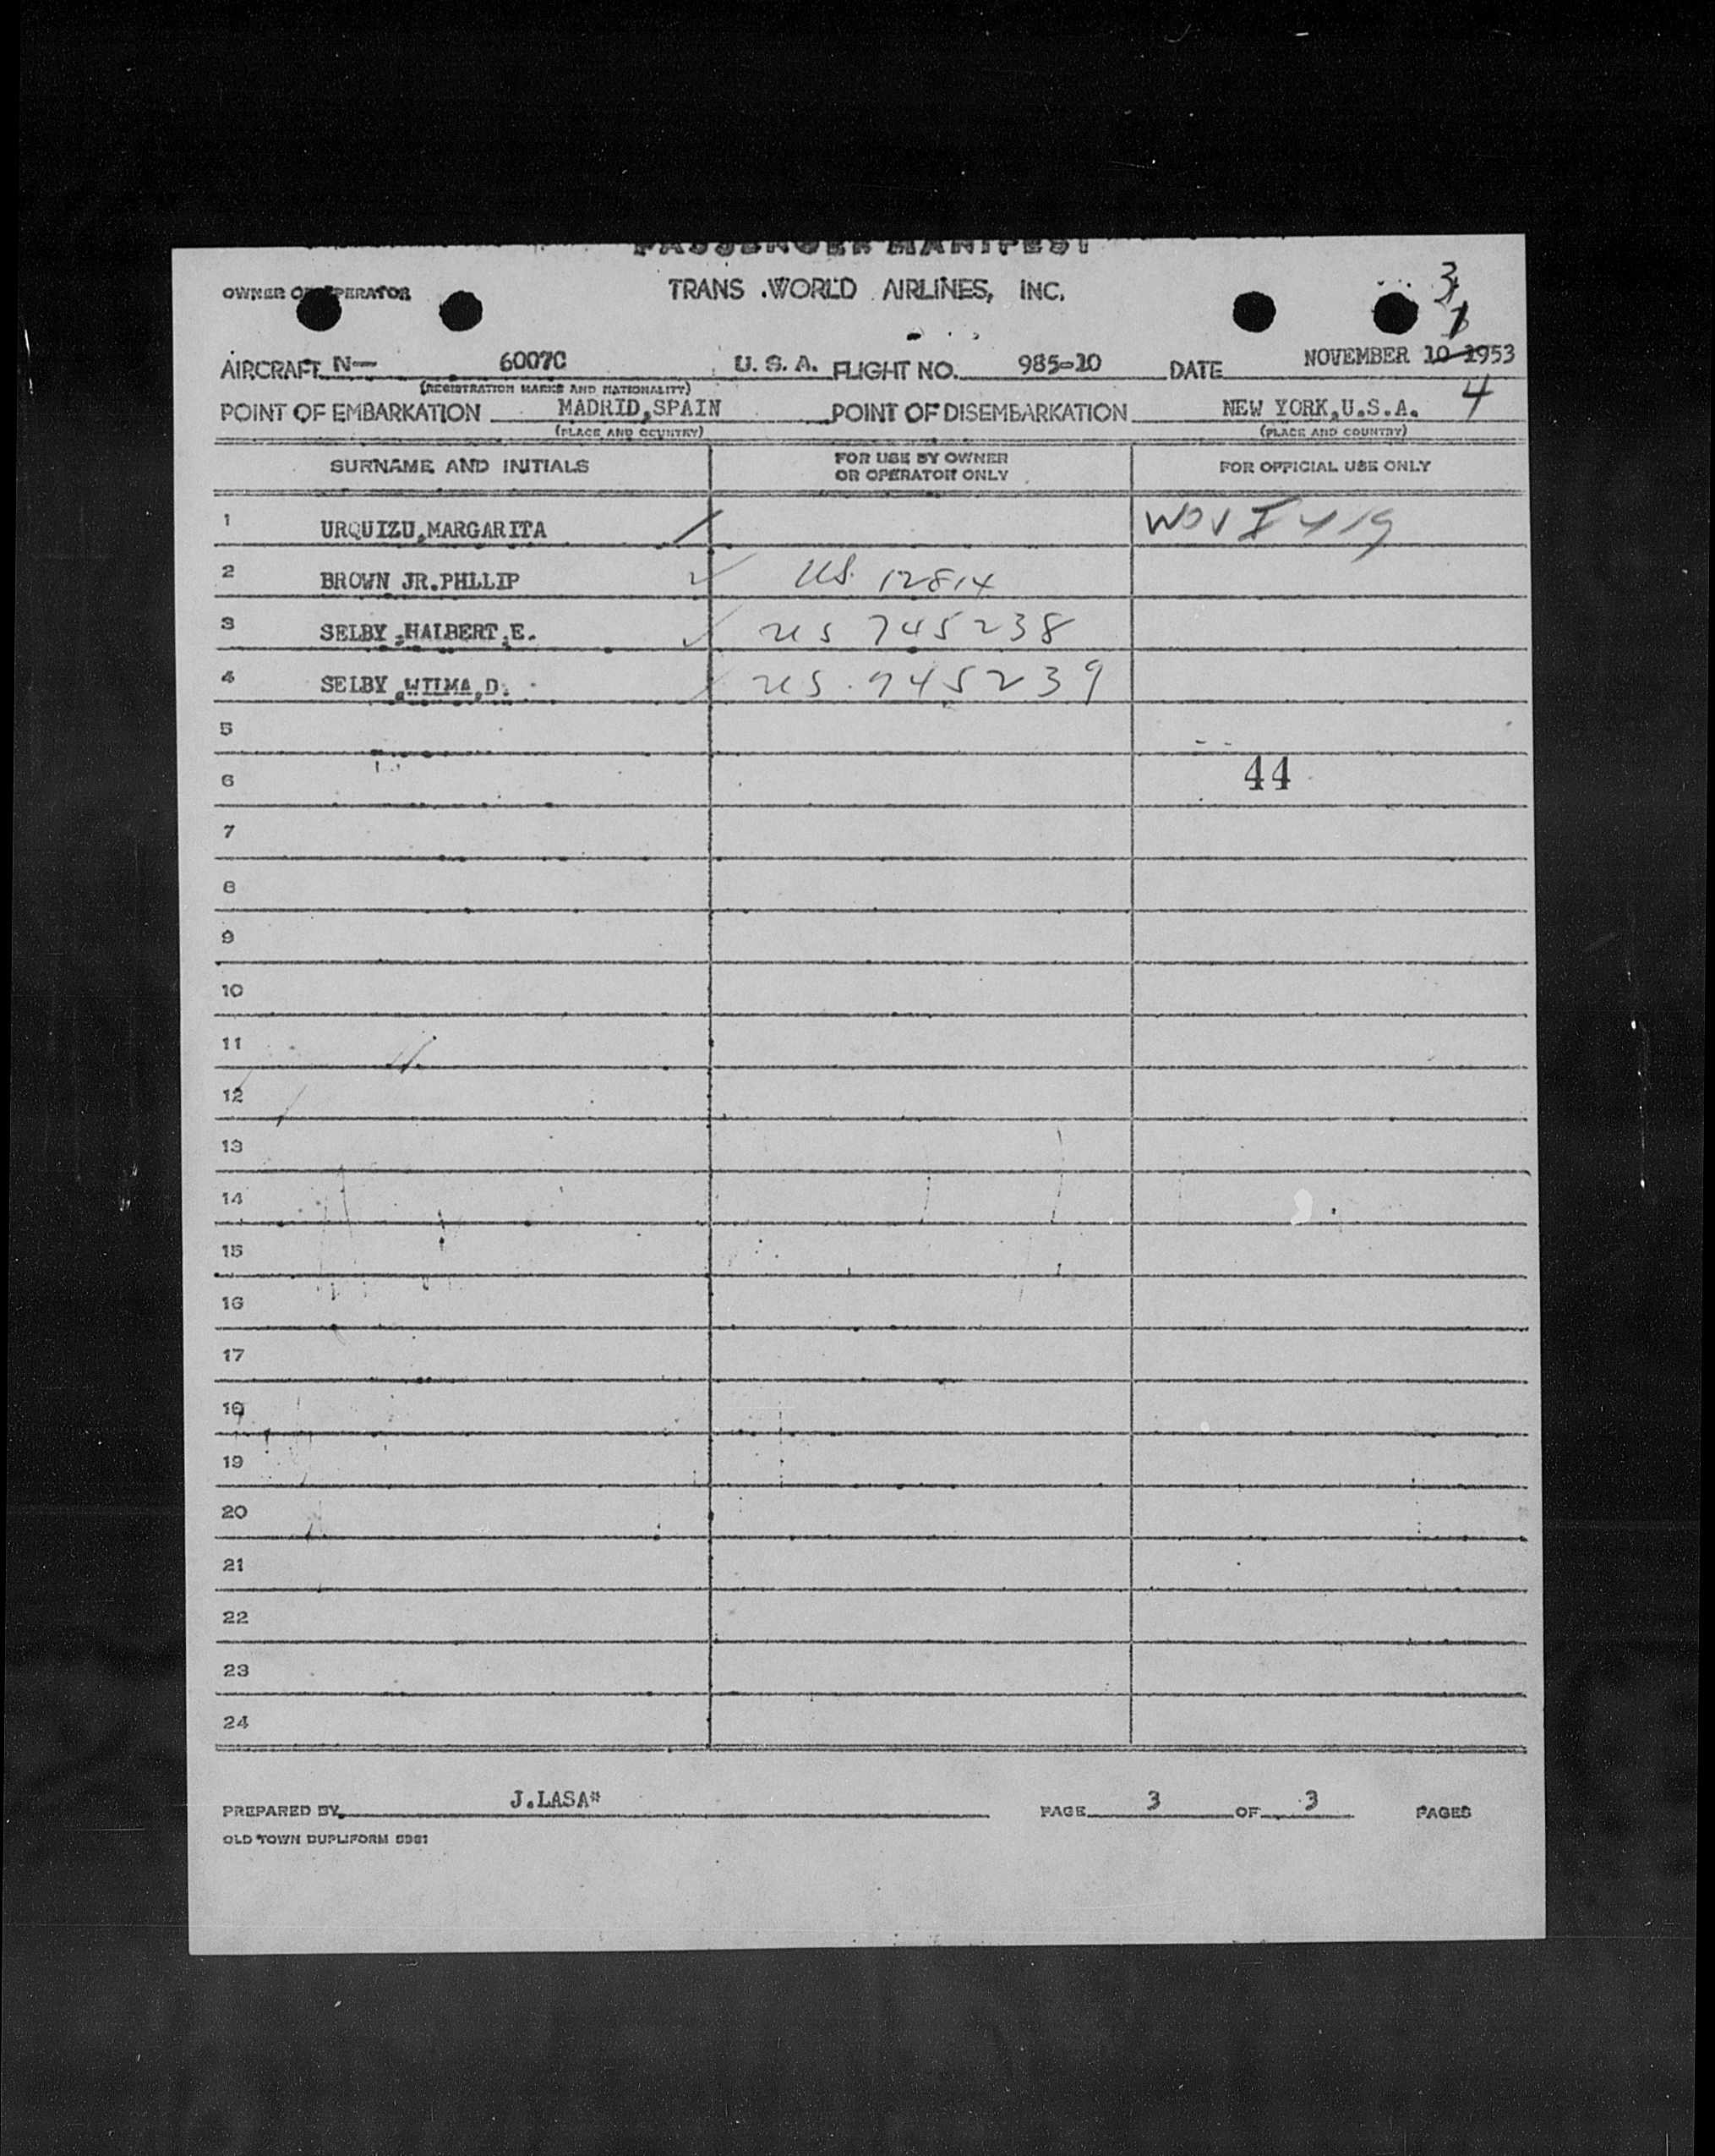 PASSENGER MANIFEST
OWNER OR OPERATOR TRANS WORLD AIRLINES, INC. 3
AIRCRAFT N- 6007C U. S. A. FLIGHT NO. 985-10 DATE NOVEMBER 10 1953
(REGISTRATION MARKS AND NATIONALITY)
POINT OF EMBARKATION MADRID,SPAIN POINT OF DISEMBARKATION NEW YORK,U.S.A. 4
(PLACE AND COUNTRY) (PLACE AND COUNTRY)
SURNAME AND INITIALS FOR USE BY OWNER OR OPERATOR ONLY FOR OFFICIAL USE ONLY
1 URQUIZU,MARGARITA
2 BROWN JR.PHLLIP US. 12814
3 SELBY,HALBERT,E. US 745238
4 SELBY,WILMA,D. US. 745239
5
6 44
7
8
9
10
11
12
13
14
15
16
17
18
19
20
21
22
23
24
PREPARED BY J.LASA* PAGE 3 OF 3 PAGES
OLD TOWN DUPLIFORM